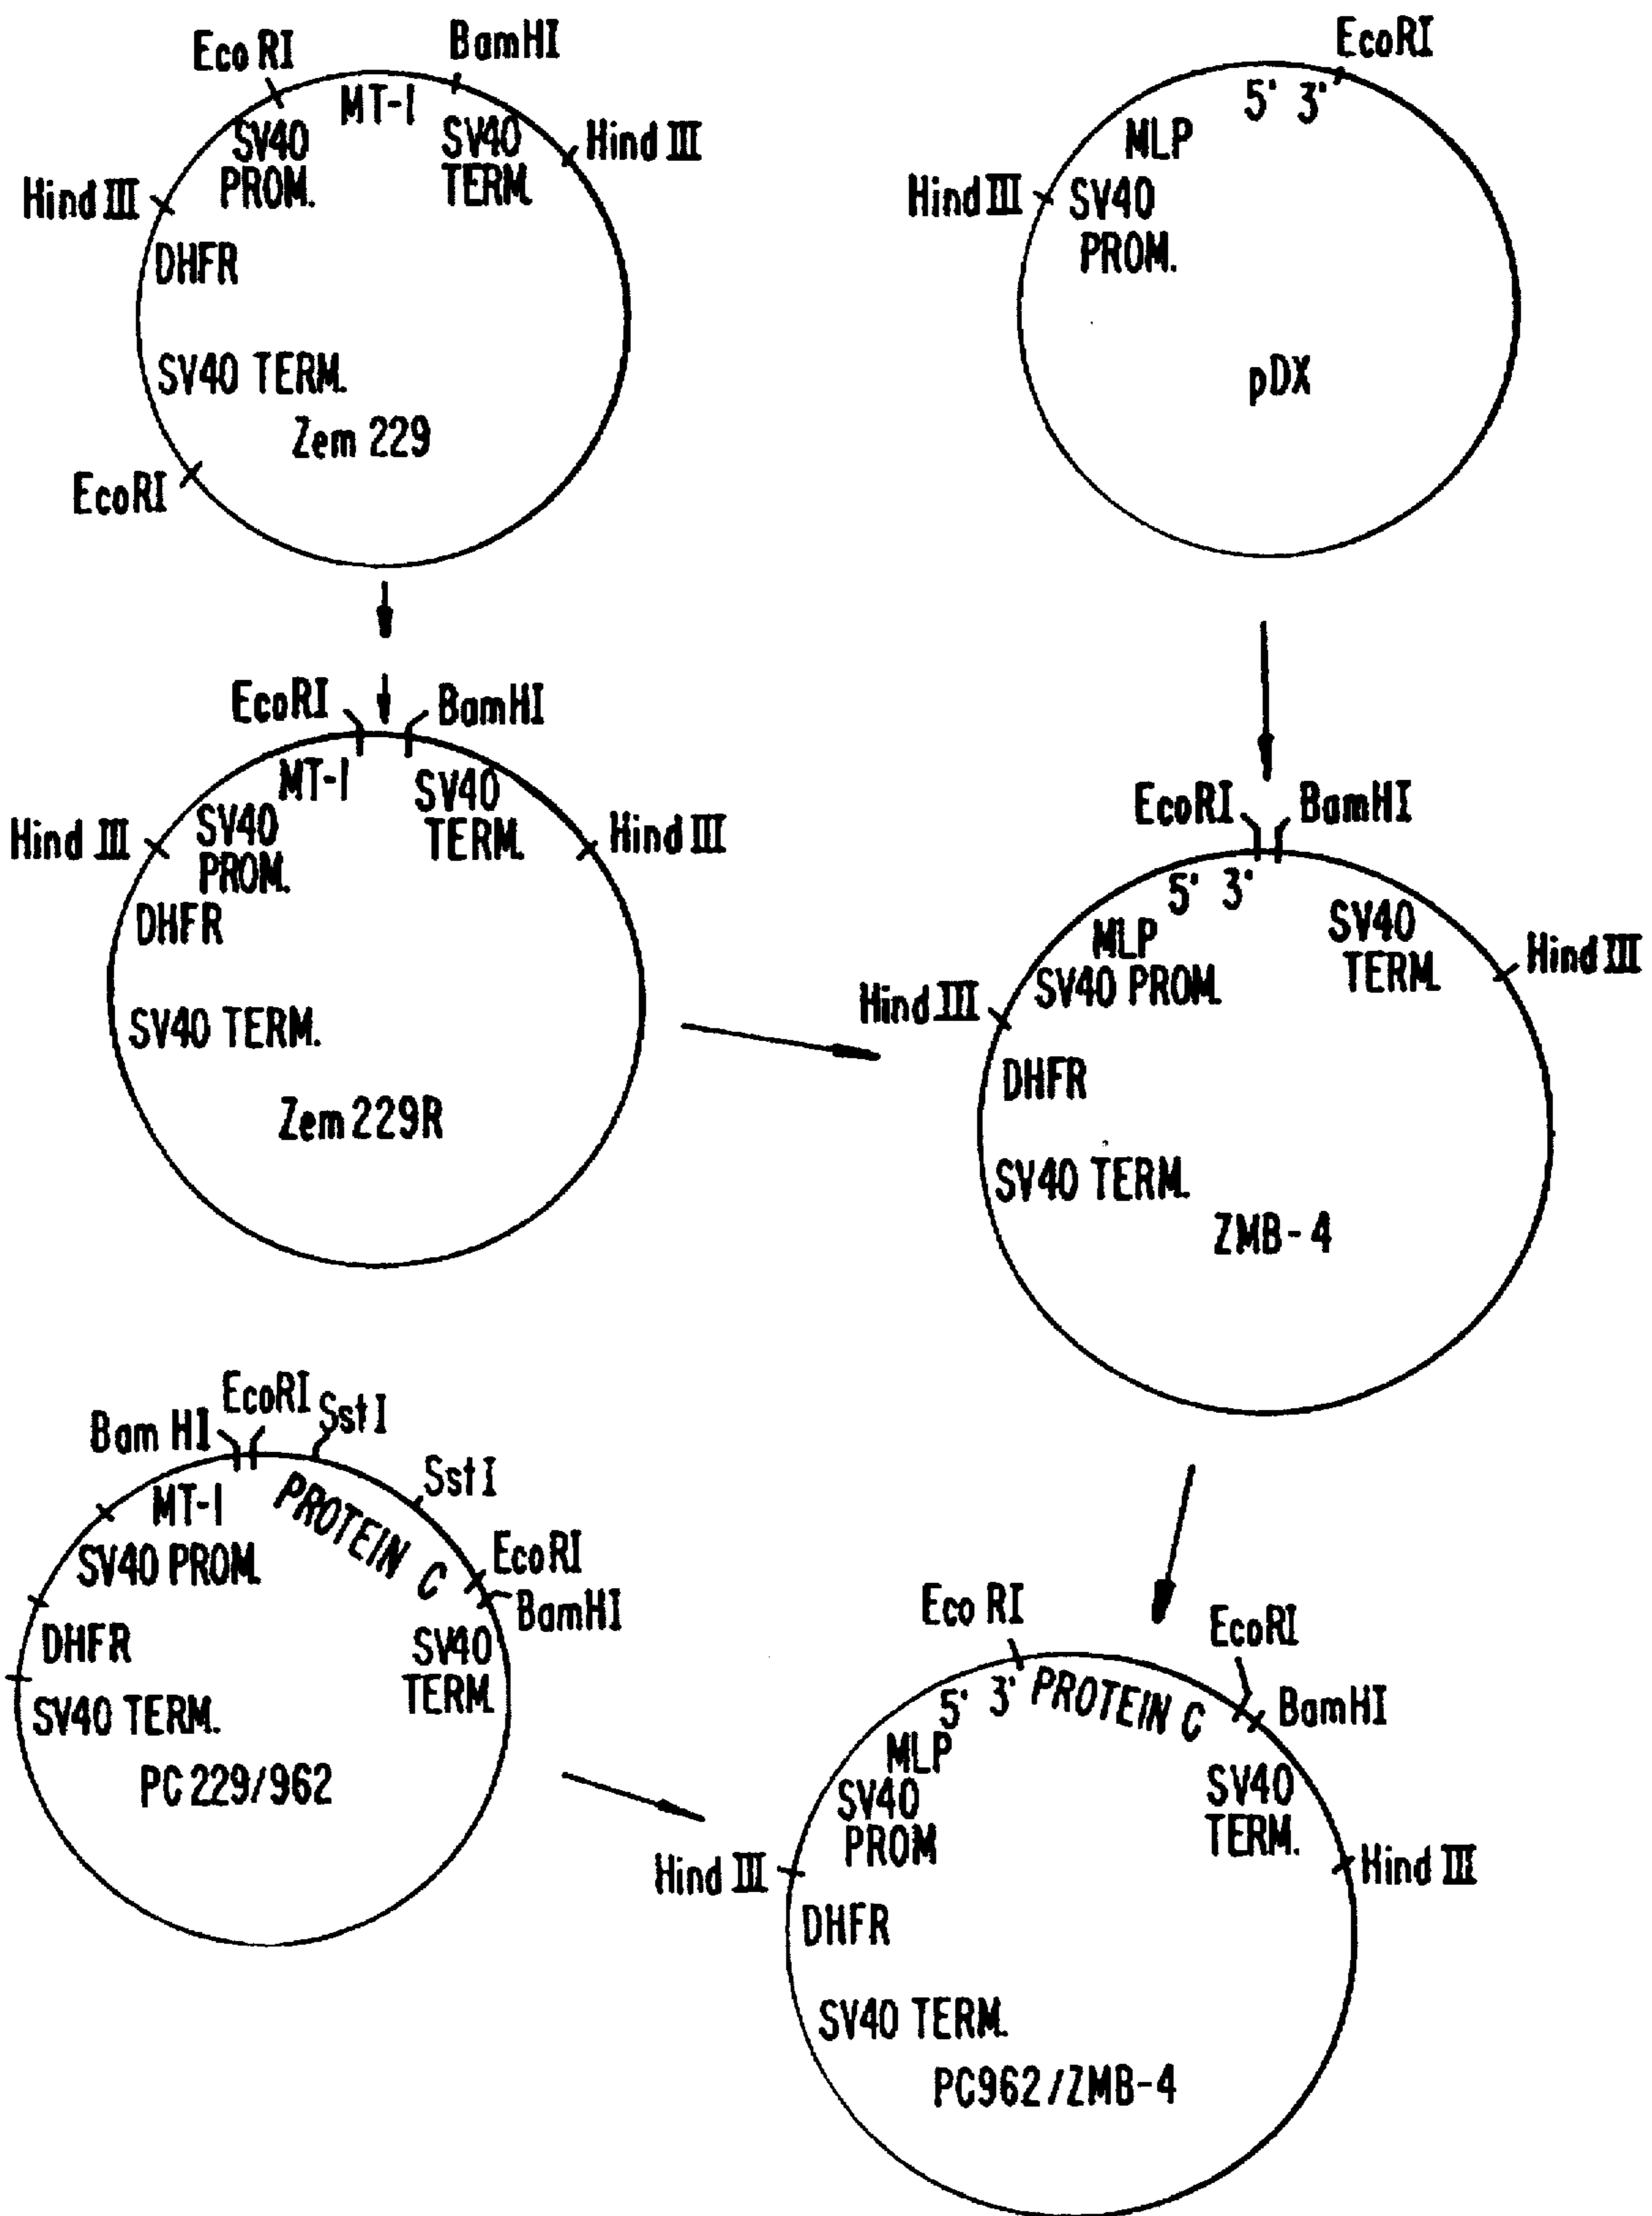 Eco RI
BamHI
MT-I
SV40
PROM.
SV40
TERM.
Hind III
Hind III
DHFR
SV40 TERM.
Zem 229
EcoRI
EcoRI
5' 3'
MLP
Hind III
SV40
PROM.
pDX
EcoRI
BamHI
MT-I
SV40
TERM.
Hind III
SV40
PROM.
Hind III
DHFR
SV40 TERM.
Zem 229R
EcoRI
BamHI
5' 3'
MLP
SV40 PROM.
SV40
TERM.
Hind III
Hind III
DHFR
SV40 TERM.
ZMB-4
Bam HI
EcoRI
SstI
SstI
MT-I
PROTEIN C
SV40 PROM.
EcoRI
BamHI
DHFR
SV40
TERM.
SV40 TERM.
PC 229/962
Eco RI
EcoRI
5' 3'
PROTEIN C
BamHI
MLP
SV40
PROM
SV40
TERM.
Hind III
Hind III
DHFR
SV40 TERM.
PC962/ZMB-4